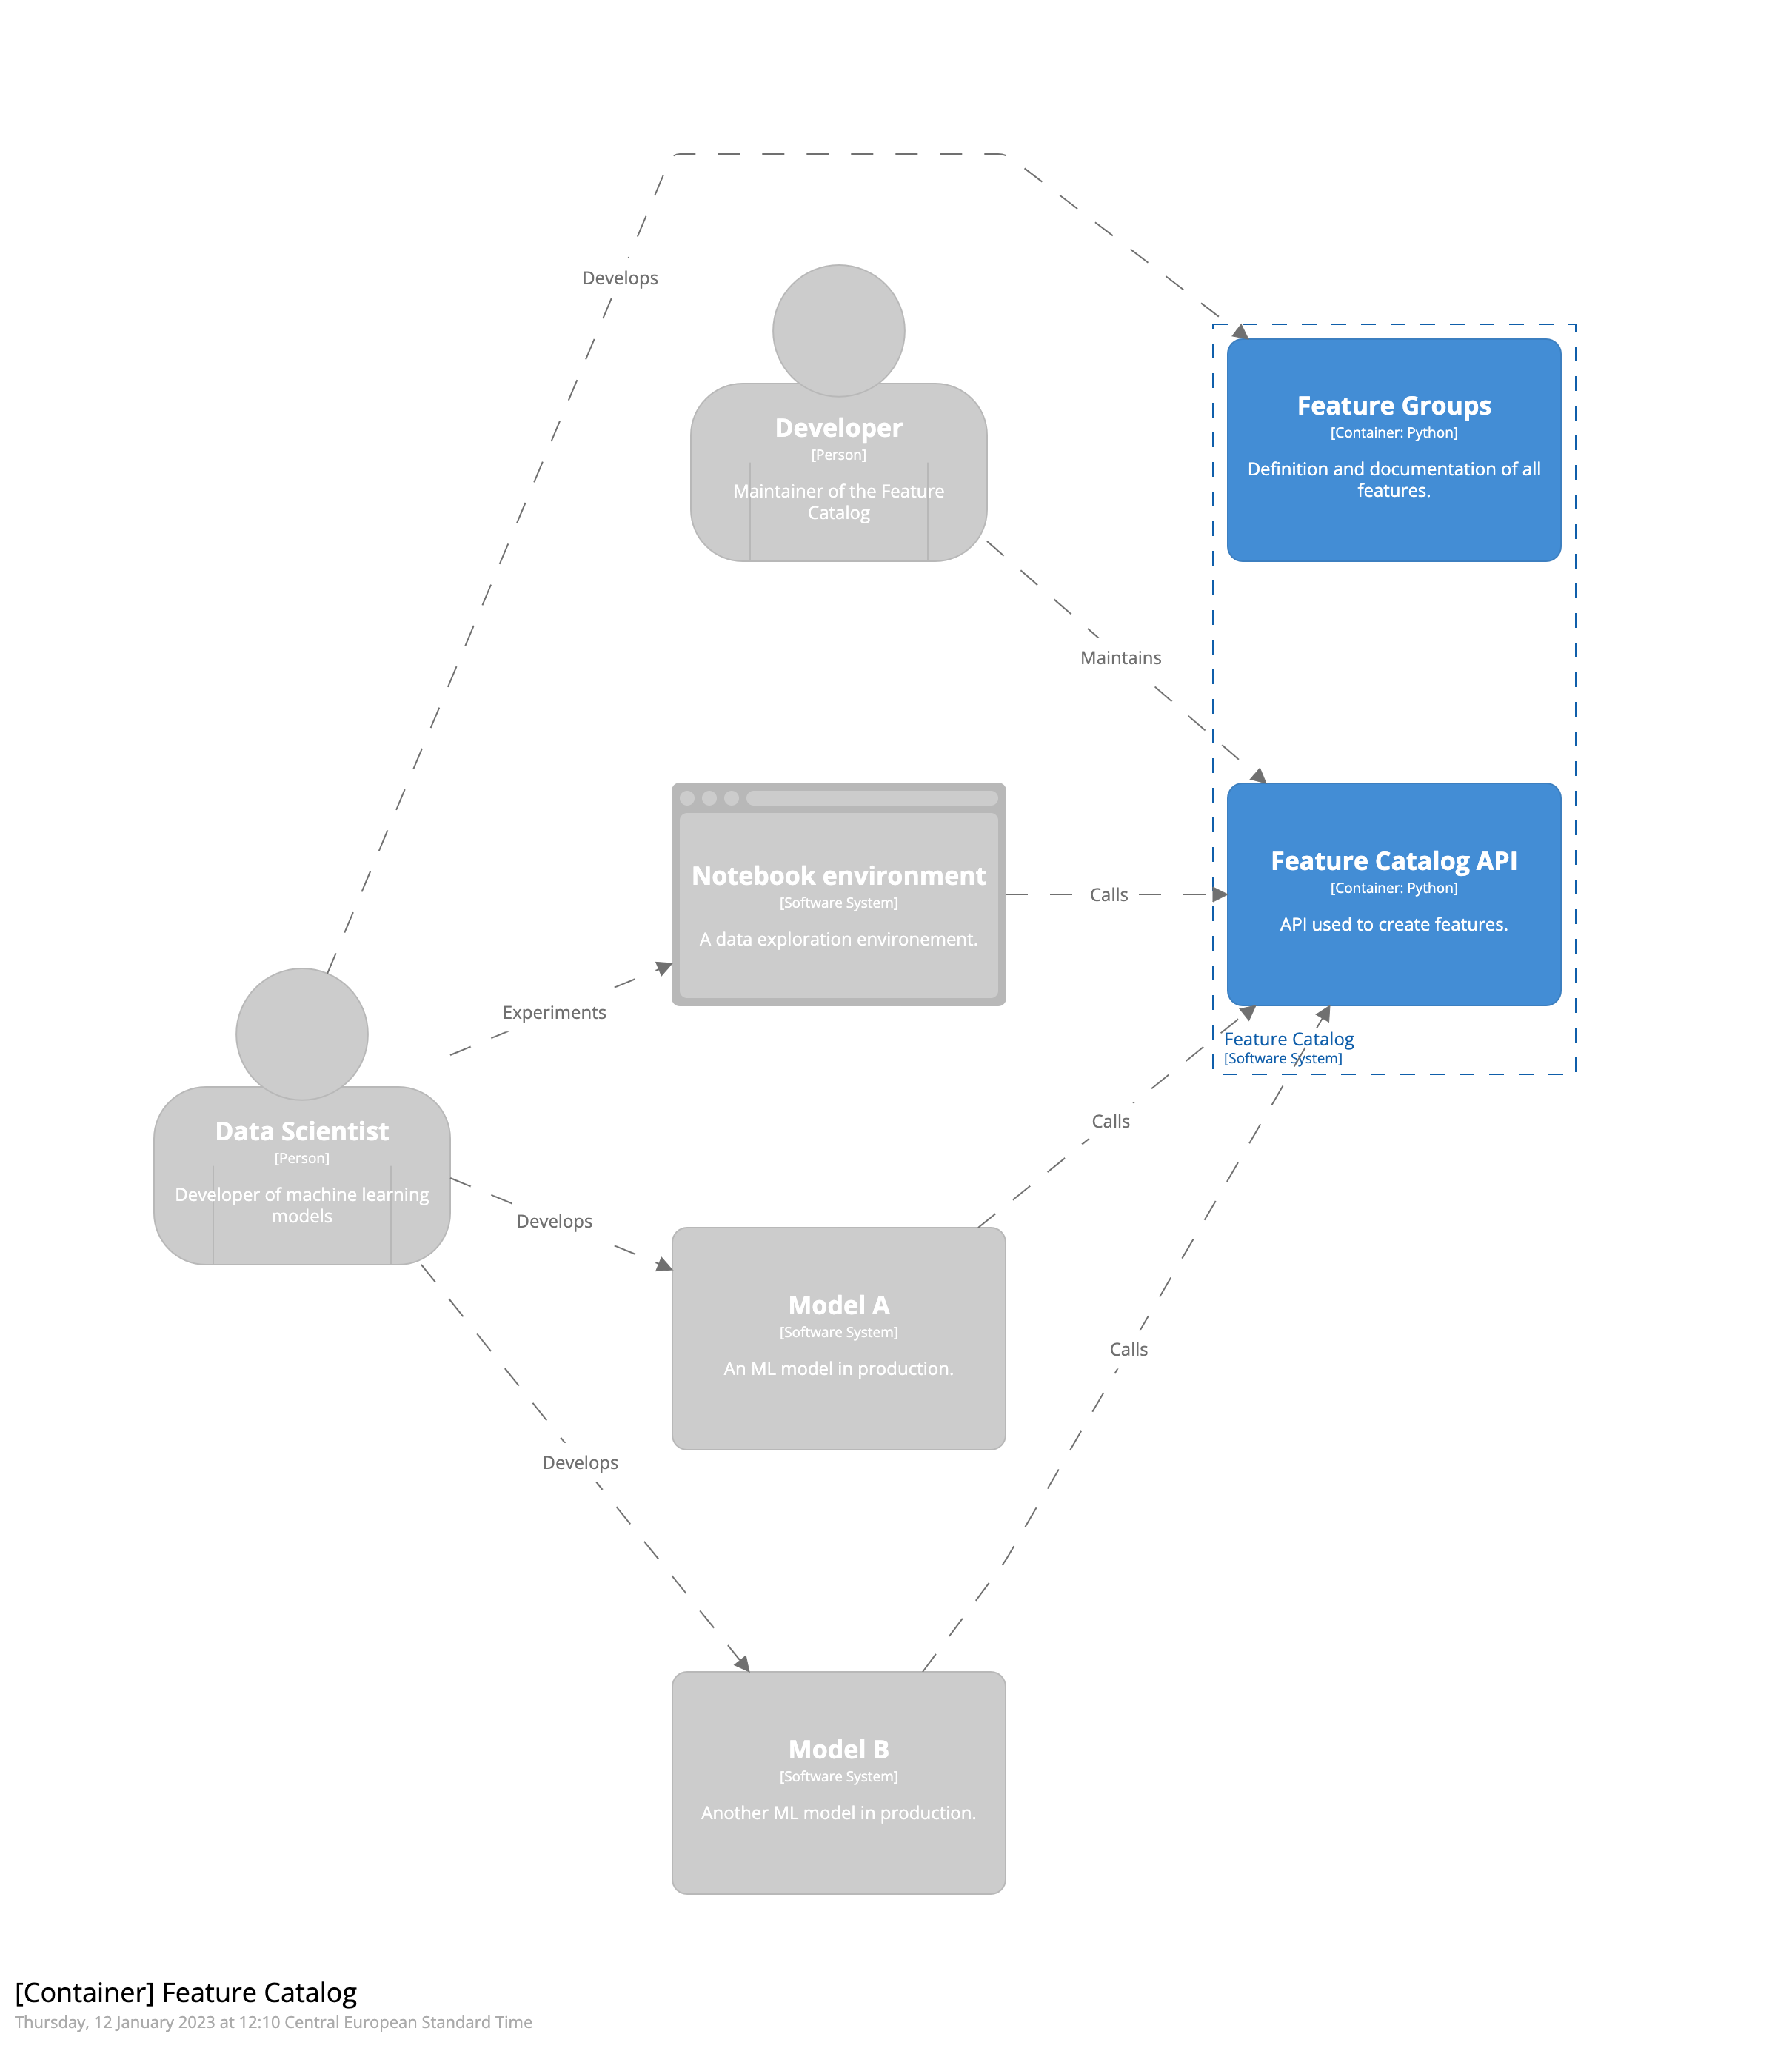 Develops
Developer
[Person]
Maintainer of the Feature
Catalog
Feature Groups
[Container: Python]
Definition and documentation of all
features.
Maintains
Notebook environment
[Software System]
A data exploration environement.
Calls
Feature Catalog API
[Container: Python]
API used to create features.
Feature Catalog
[Software System]
Experiments
Data Scientist
[Person]
Developer of machine learning
models
Develops
Calls
Model A
[Software System]
An ML model in production.
Calls
Develops
Model B
[Software System]
Another ML model in production.
[Container] Feature Catalog
Thursday, 12 January 2023 at 12:10 Central European Standard Time